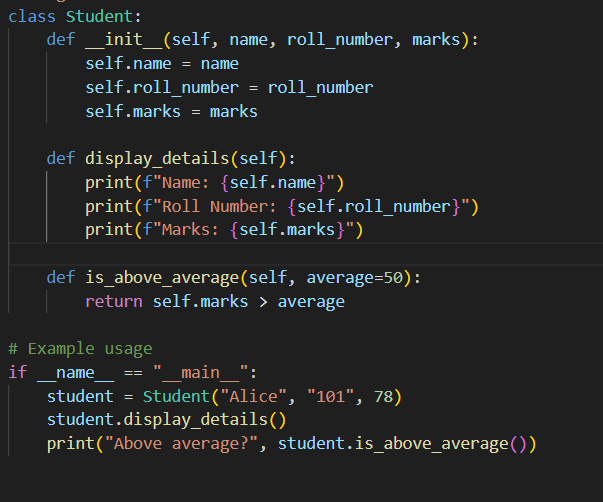 class Student:
    def __init__(self, name, roll_number, marks):
        self.name = name
        self.roll_number = roll_number
        self.marks = marks

    def display_details(self):
        print(f"Name: {self.name}")
        print(f"Roll Number: {self.roll_number}")
        print(f"Marks: {self.marks}")

    def is_above_average(self, average=50):
        return self.marks > average

# Example usage
if __name__ == "__main__":
    student = Student("Alice", "101", 78)
    student.display_details()
    print("Above average?", student.is_above_average())